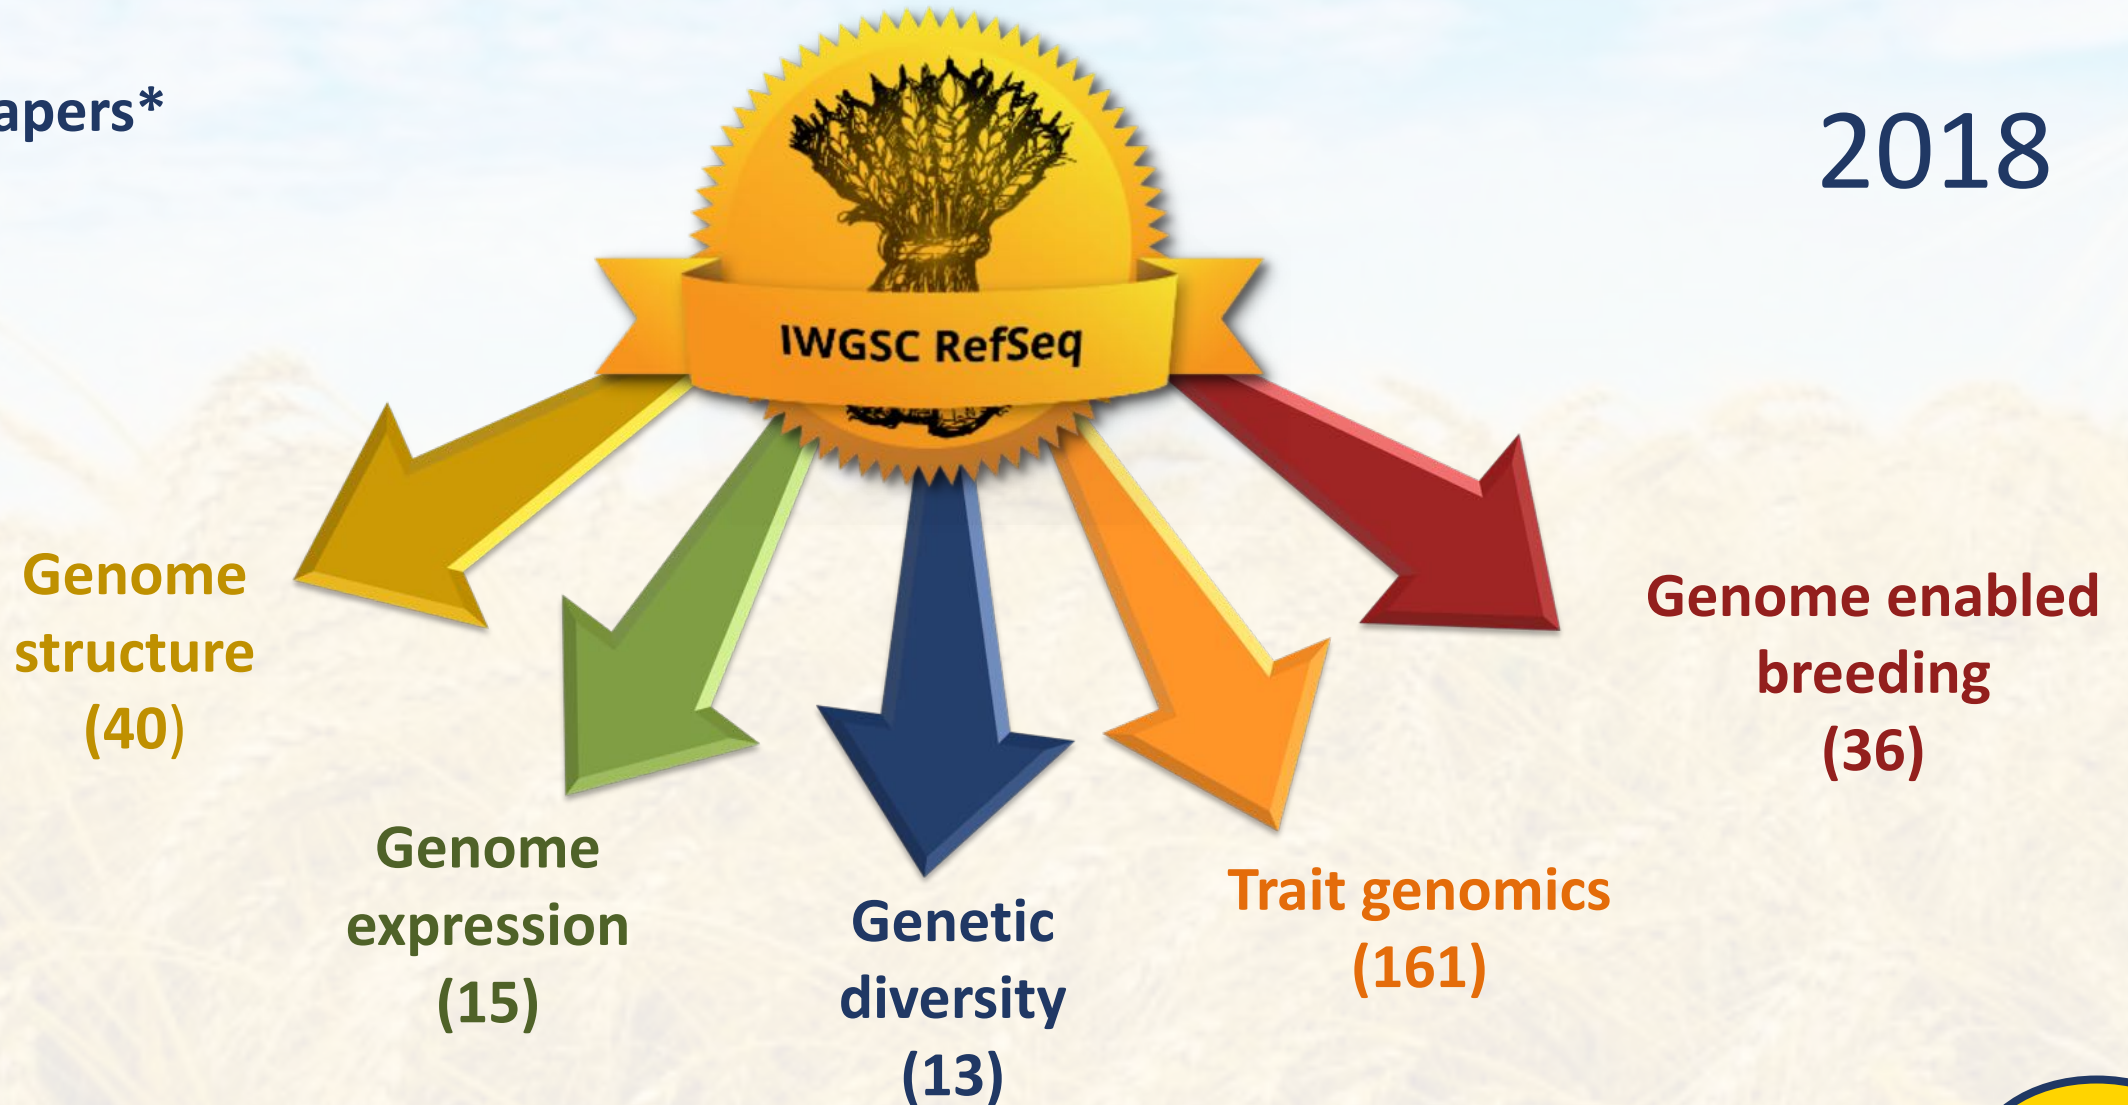 apers*
2018
IWGSC RefSeq
Genome
structure
(40)
Genome
expression
(15)
Genetic
diversity
(13)
Trait genomics
(161)
Genome enabled
breeding
(36)